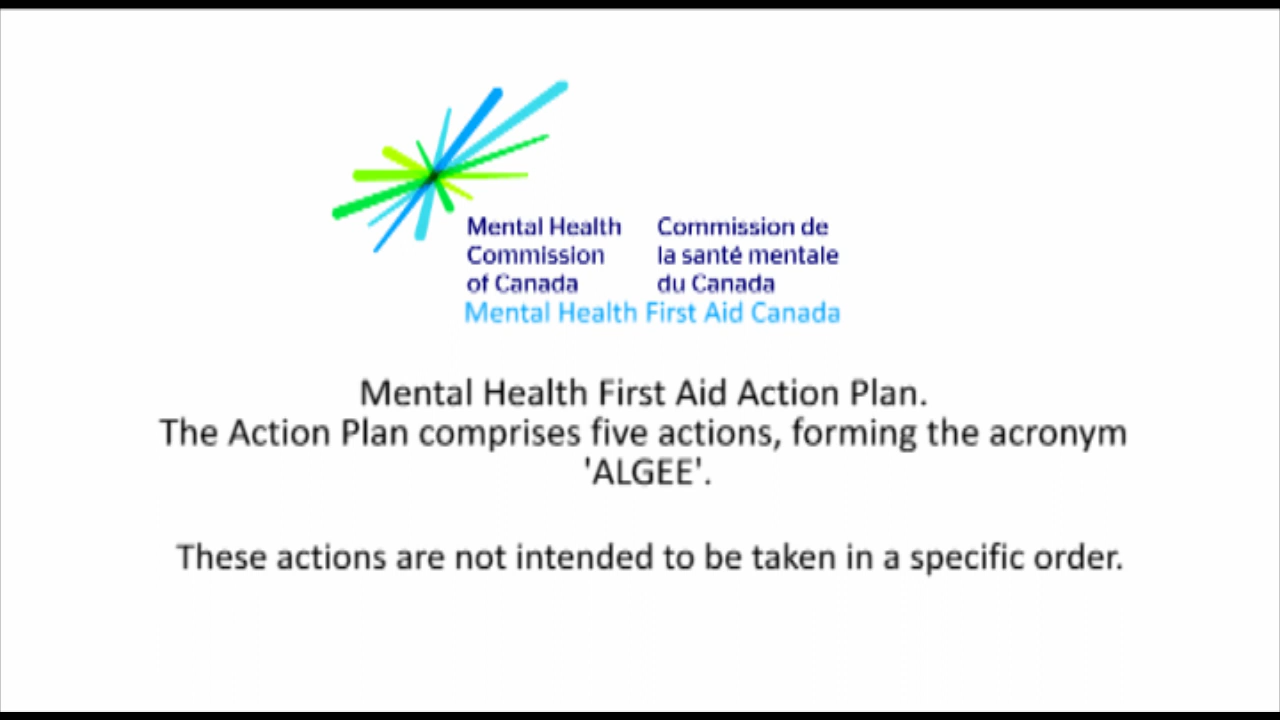 Mental Health
Commission
of Canada
Commission de
la santé mentale
du Canada
Mental Health First Aid Canada
Mental Health First Aid Action Plan.
The Action Plan comprises five actions, forming the acronym
'ALGEE'.
These actions are not intended to be taken in a specific order.